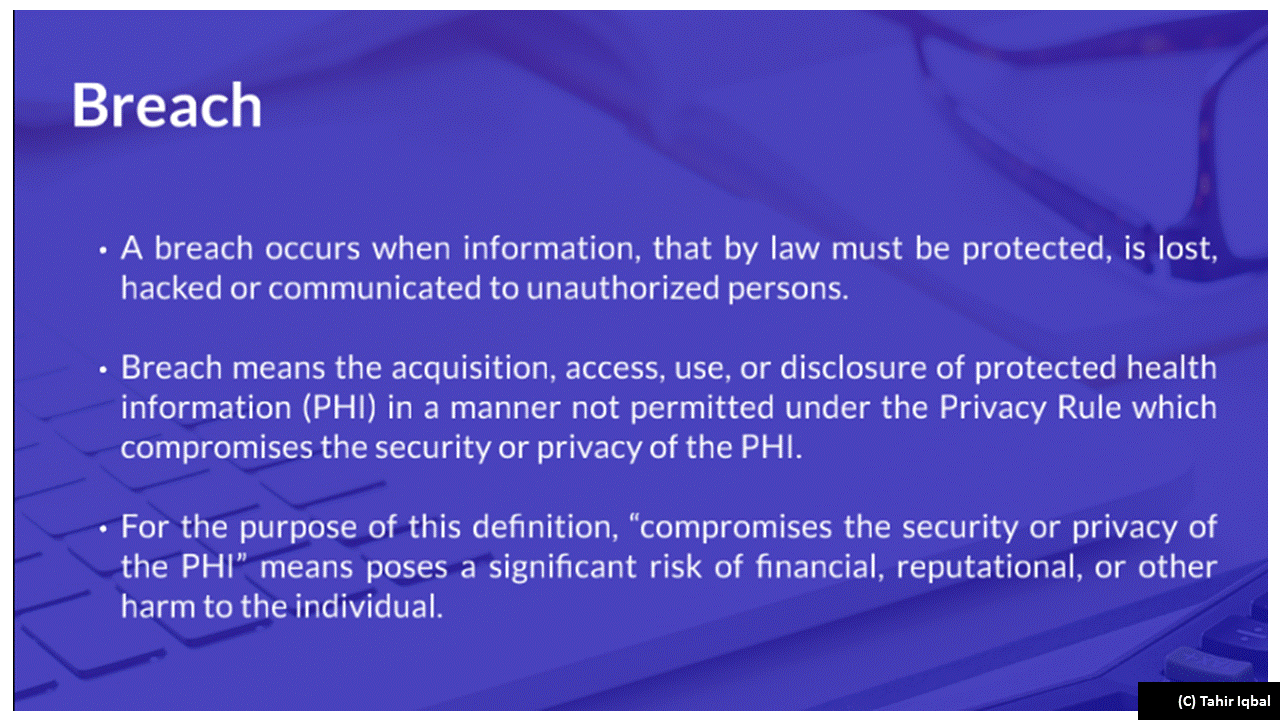 Breach
• A breach occurs when information, that by law must be protected, is lost,
hacked or communicated to unauthorized persons.
• Breach means the acquisition, access, use, or disclosure of protected health
information (PHI) in a manner not permitted under the Privacy Rule which
compromises the security or privacy of the PHI.
• For the purpose of this definition, “compromises the security or privacy of
the PHI” means poses a significant risk of financial, reputational, or other
harm to the individual.
(C) Tahir Iqbal